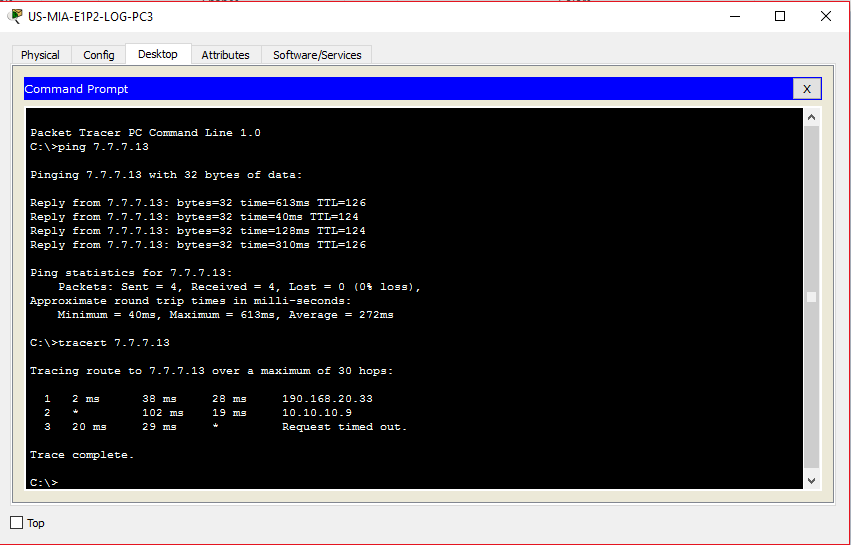 US-MIA-E1P2-LOG-PC3
Physical Config Desktop Attributes Software/Services
Command Prompt X
Packet Tracer PC Command Line 1.0
C:\>ping 7.7.7.13
Pinging 7.7.7.13 with 32 bytes of data:
Reply from 7.7.7.13: bytes=32 time=613ms TTL=126
Reply from 7.7.7.13: bytes=32 time=40ms TTL=124
Reply from 7.7.7.13: bytes=32 time=128ms TTL=124
Reply from 7.7.7.13: bytes=32 time=310ms TTL=126
Ping statistics for 7.7.7.13:
Packets: Sent = 4, Received = 4, Lost = 0 (0% loss),
Approximate round trip times in milli-seconds:
Minimum = 40ms, Maximum = 613ms, Average = 272ms
C:\>tracert 7.7.7.13
Tracing route to 7.7.7.13 over a maximum of 30 hops:
1 2 ms 38 ms 28 ms 190.168.20.33
2 * 102 ms 19 ms 10.10.10.9
3 20 ms 29 ms * Request timed out.
Trace complete.
C:\>
Top